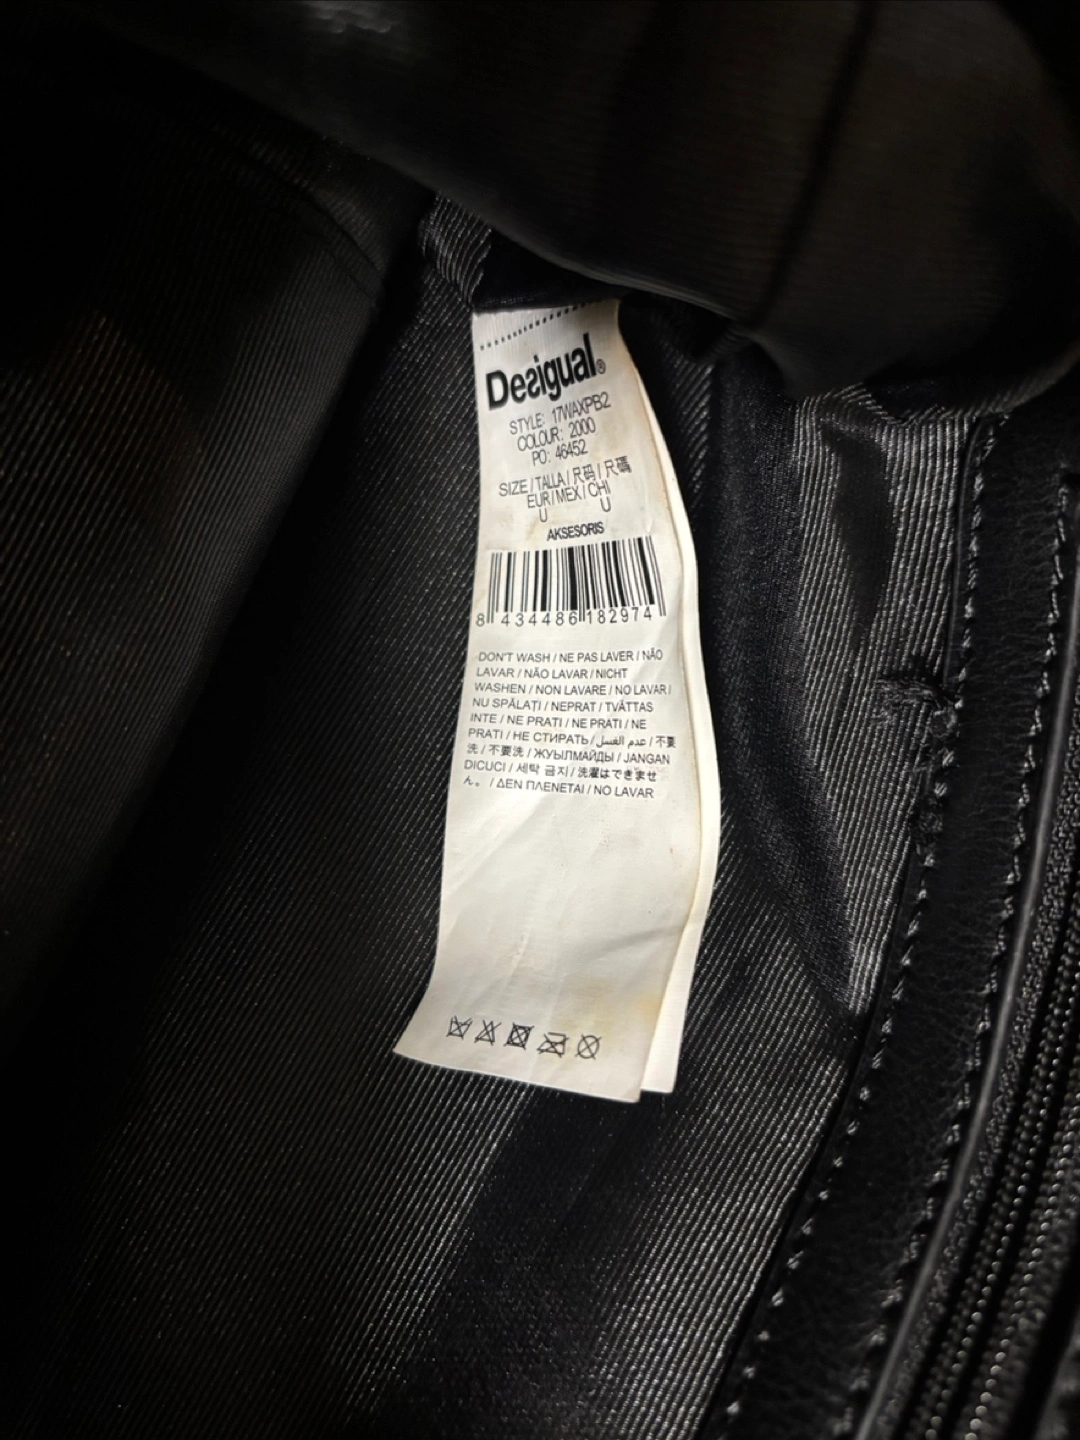 Desigual®
STYLE: 17WAXPB2
COLOUR: 2000
PO: 46452
SIZE / TALLA / 尺码 / 尺碼
EUR / MEX / CHI
U U
AKSESORIS
8 434486 182974
DON'T WASH / NE PAS LAVER / NÃO
LAVAR / NÃO LAVAR / NICHT
WASHEN / NON LAVARE / NO LAVAR /
NU SPĂLAȚI / NEPRAT / TVÄTTAS
INTE / NE PRATI / NE PRATI / NE
PRATI / НЕ СТИРАТЬ / عدم الغسل / 不要
洗 / 不要洗 / ЖУЫЛМАЙДЫ / JANGAN
DICUCI / 세탁 금지 / 洗濯はできませ
ん。 / ΔΕΝ ΠΛΕΝΕΤΑΙ / NO LAVAR